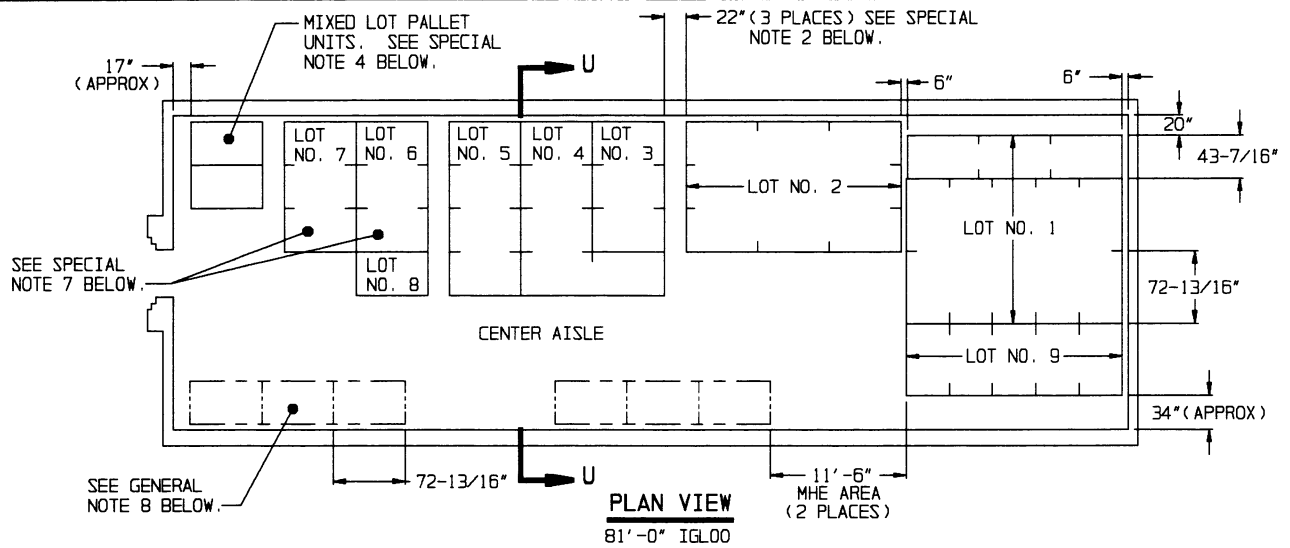 MIXED LOT PALLET
UNITS. SEE SPECIAL
NOTE 4 BELOW.
22"(3 PLACES) SEE SPECIAL
NOTE 2 BELOW.
17"
(APPROX)
U
6"
6"
20"
43-7/16"
LOT
NO. 7
LOT
NO. 6
LOT
NO. 5
LOT
NO. 4
LOT
NO. 3
LOT NO. 2
LOT NO. 1
SEE SPECIAL
NOTE 7 BELOW.
LOT
NO. 8
72-13/16"
CENTER AISLE
LOT NO. 9
34"(APPROX)
SEE GENERAL
NOTE 8 BELOW.
72-13/16"
U
11'-6"
MHE AREA
(2 PLACES)
PLAN VIEW
81'-0" IGLOO